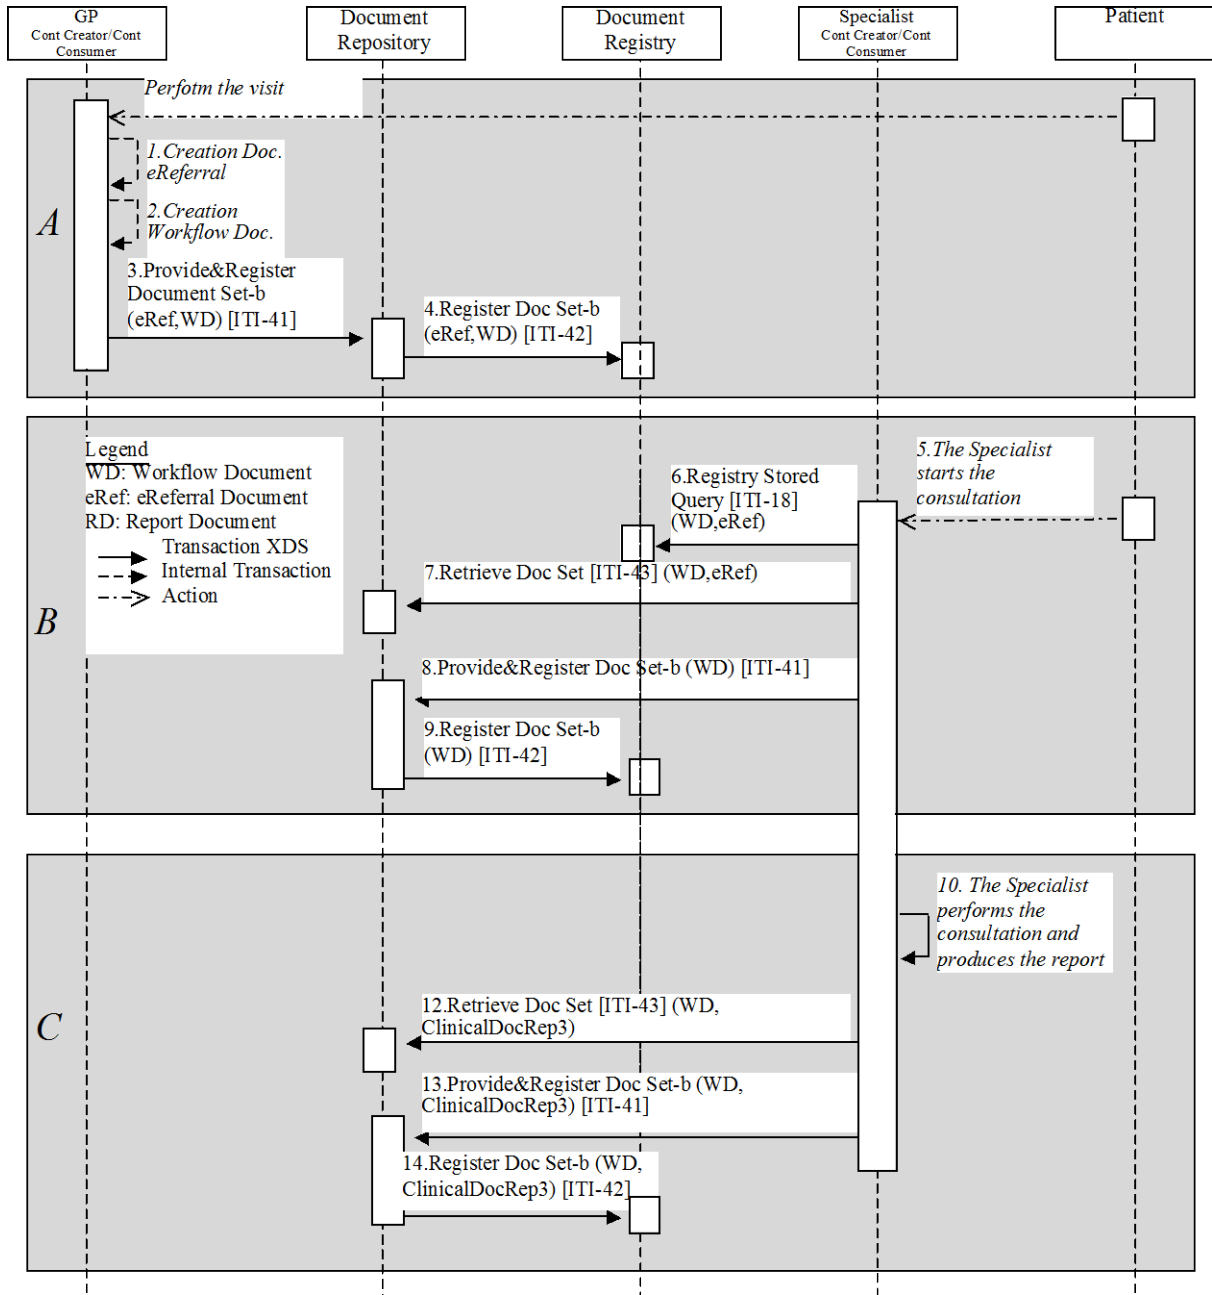 GP
Cont Creator/Cont
Consumer
Document
Repository
Document
Registry
Specialist
Cont Creator/Cont
Consumer
Patient
A
Perfotm the visit
1.Creation Doc.
eReferral
2.Creation
Workflow Doc.
3.Provide&Register
Document Set-b
(eRef,WD) [ITI-41]
4.Register Doc Set-b
(eRef,WD) [ITI-42]
B
Legend
WD: Workflow Document
eRef: eReferral Document
RD: Report Document
Transaction XDS
Internal Transaction
Action
5.The Specialist
starts the
consultation
6.Registry Stored
Query [ITI-18]
(WD,eRef)
7.Retrieve Doc Set [ITI-43] (WD,eRef)
8.Provide&Register Doc Set-b (WD) [ITI-41]
9.Register Doc Set-b
(WD) [ITI-42]
C
10. The Specialist
performs the
consultation and
produces the report
12.Retrieve Doc Set [ITI-43] (WD,
ClinicalDocRep3)
13.Provide&Register Doc Set-b (WD,
ClinicalDocRep3) [ITI-41]
14.Register Doc Set-b (WD,
ClinicalDocRep3) [ITI-42]